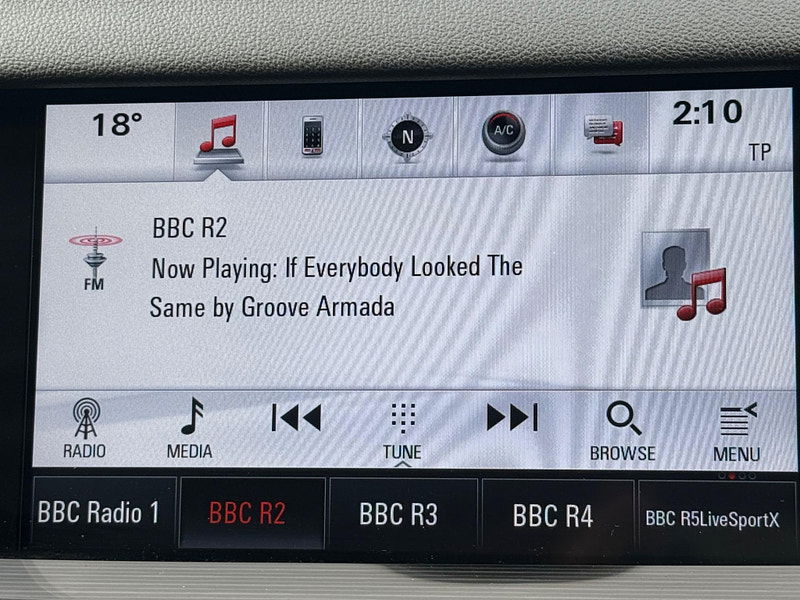 18°
N
A/C
2:10
TP
FM
BBC R2
Now Playing: If Everybody Looked The
Same by Groove Armada
RADIO
MEDIA
TUNE
BROWSE
MENU
BBC Radio 1
BBC R2
BBC R3
BBC R4
BBC R5LiveSportX